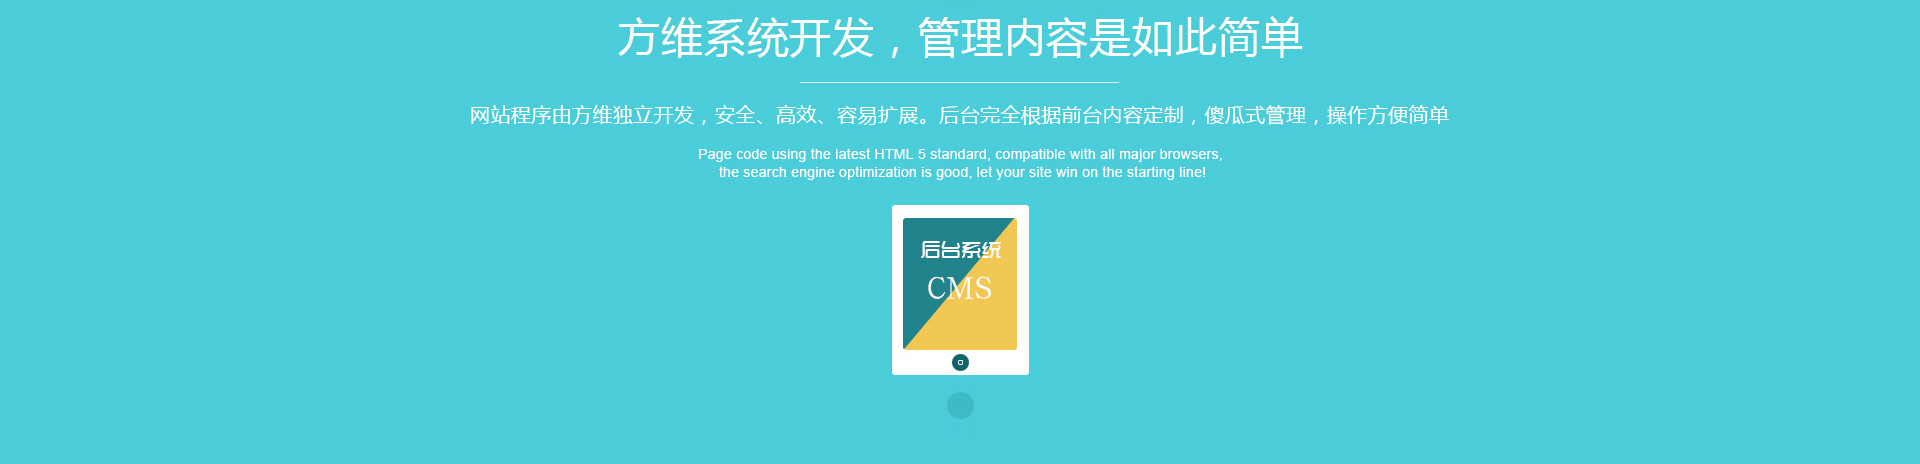 方维系统开发，管理内容是如此简单
网站程序由方维独立开发，安全、高效、容易扩展。后台完全根据前台内容定制，傻瓜式管理，操作方便简单
Page code using the latest HTML 5 standard, compatible with all major browsers,
the search engine optimization is good, let your site win on the starting line!
后台系统
CMS